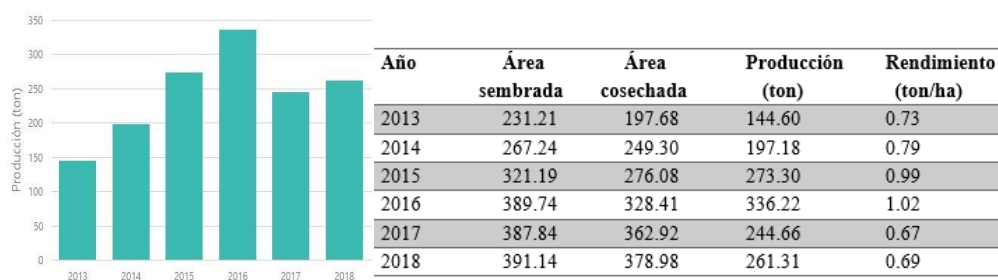 350
300
250
200
150
100
50
0
Producción (ton)
2013 2014 2015 2016 2017 2018
Año Área sembrada Área cosechada Producción (ton) Rendimiento (ton/ha)
2013 231.21 197.68 144.60 0.73
2014 267.24 249.30 197.18 0.79
2015 321.19 276.08 273.30 0.99
2016 389.74 328.41 336.22 1.02
2017 387.84 362.92 244.66 0.67
2018 391.14 378.98 261.31 0.69